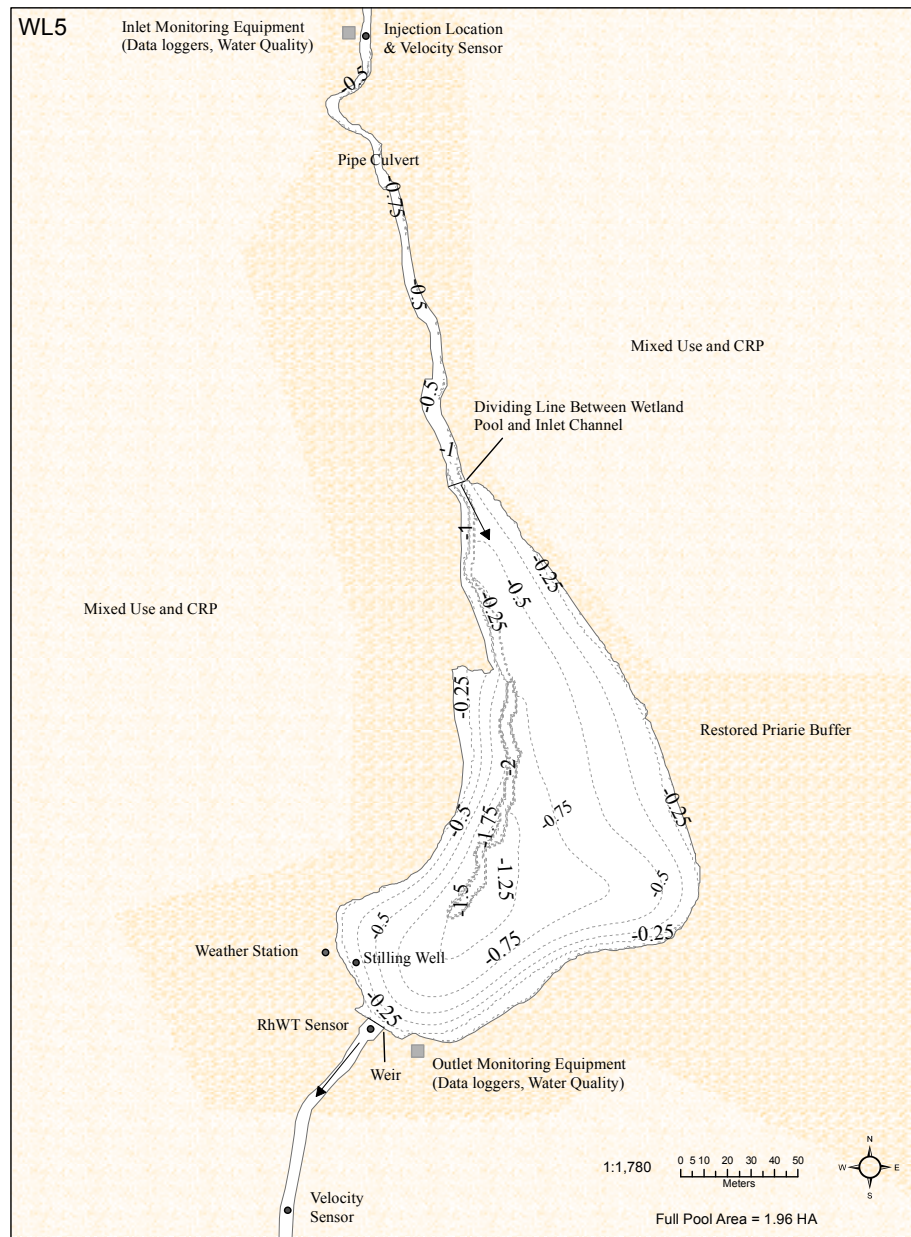 WL5
Inlet Monitoring Equipment
(Data loggers, Water Quality)
Injection Location
& Velocity Sensor
-0.5
Pipe Culvert
-0.75
-0.5
Mixed Use and CRP
-0.5
Dividing Line Between Wetland
Pool and Inlet Channel
-1
-1
-0.25
-0.5
-0.25
Mixed Use and CRP
-0.25
Restored Priarie Buffer
-2
-0.25
-0.5
-1.75
-0.75
-1.25
-0.5
-1.5
-0.5
-0.25
-0.75
Weather Station
Stilling Well
-0.25
RhWT Sensor
Weir
Outlet Monitoring Equipment
(Data loggers, Water Quality)
1:1,780
0 5 10 20 30 40 50
Meters
N
W E
S
Velocity
Sensor
Full Pool Area = 1.96 HA